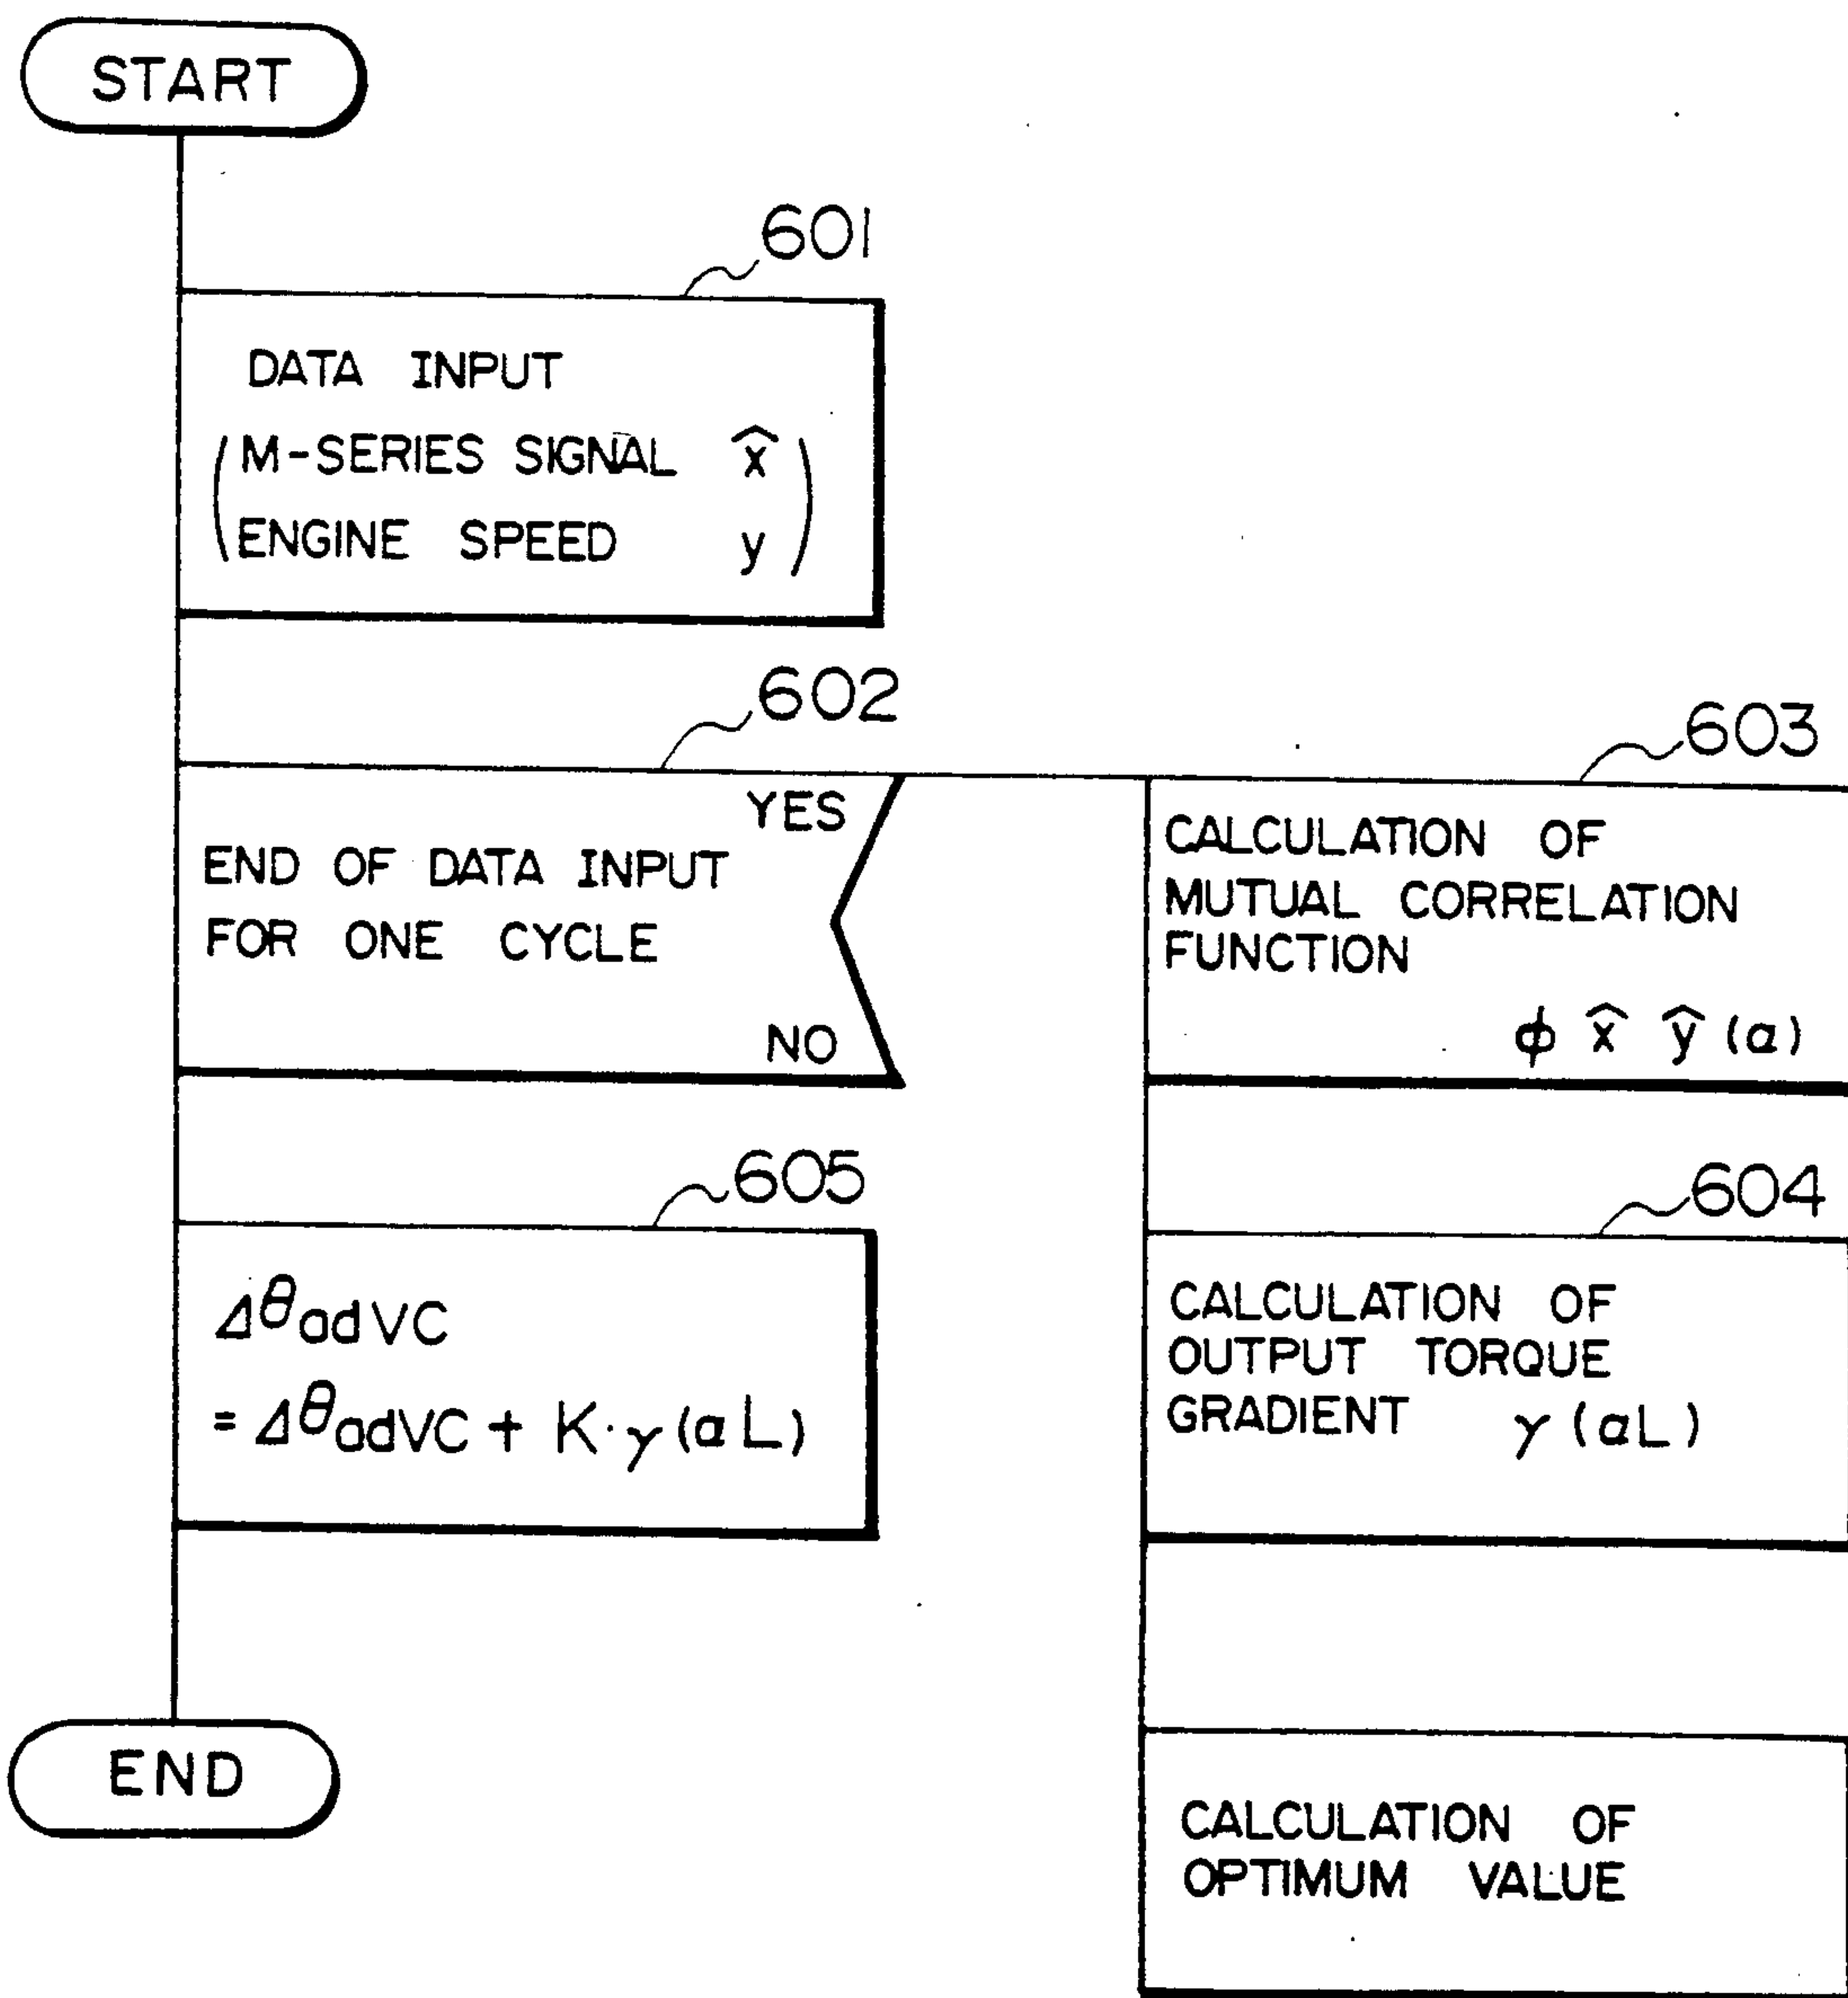 START
601
DATA INPUT
(M-SERIES SIGNAL x̂
ENGINE SPEED y)
602
YES
END OF DATA INPUT
FOR ONE CYCLE
NO
603
CALCULATION OF
MUTUAL CORRELATION
FUNCTION
ϕ x̂ ŷ (α)
605
Δθadvc
= Δθadvc + K·γ(αL)
604
CALCULATION OF
OUTPUT TORQUE
GRADIENT γ(αL)
END
CALCULATION OF
OPTIMUM VALUE